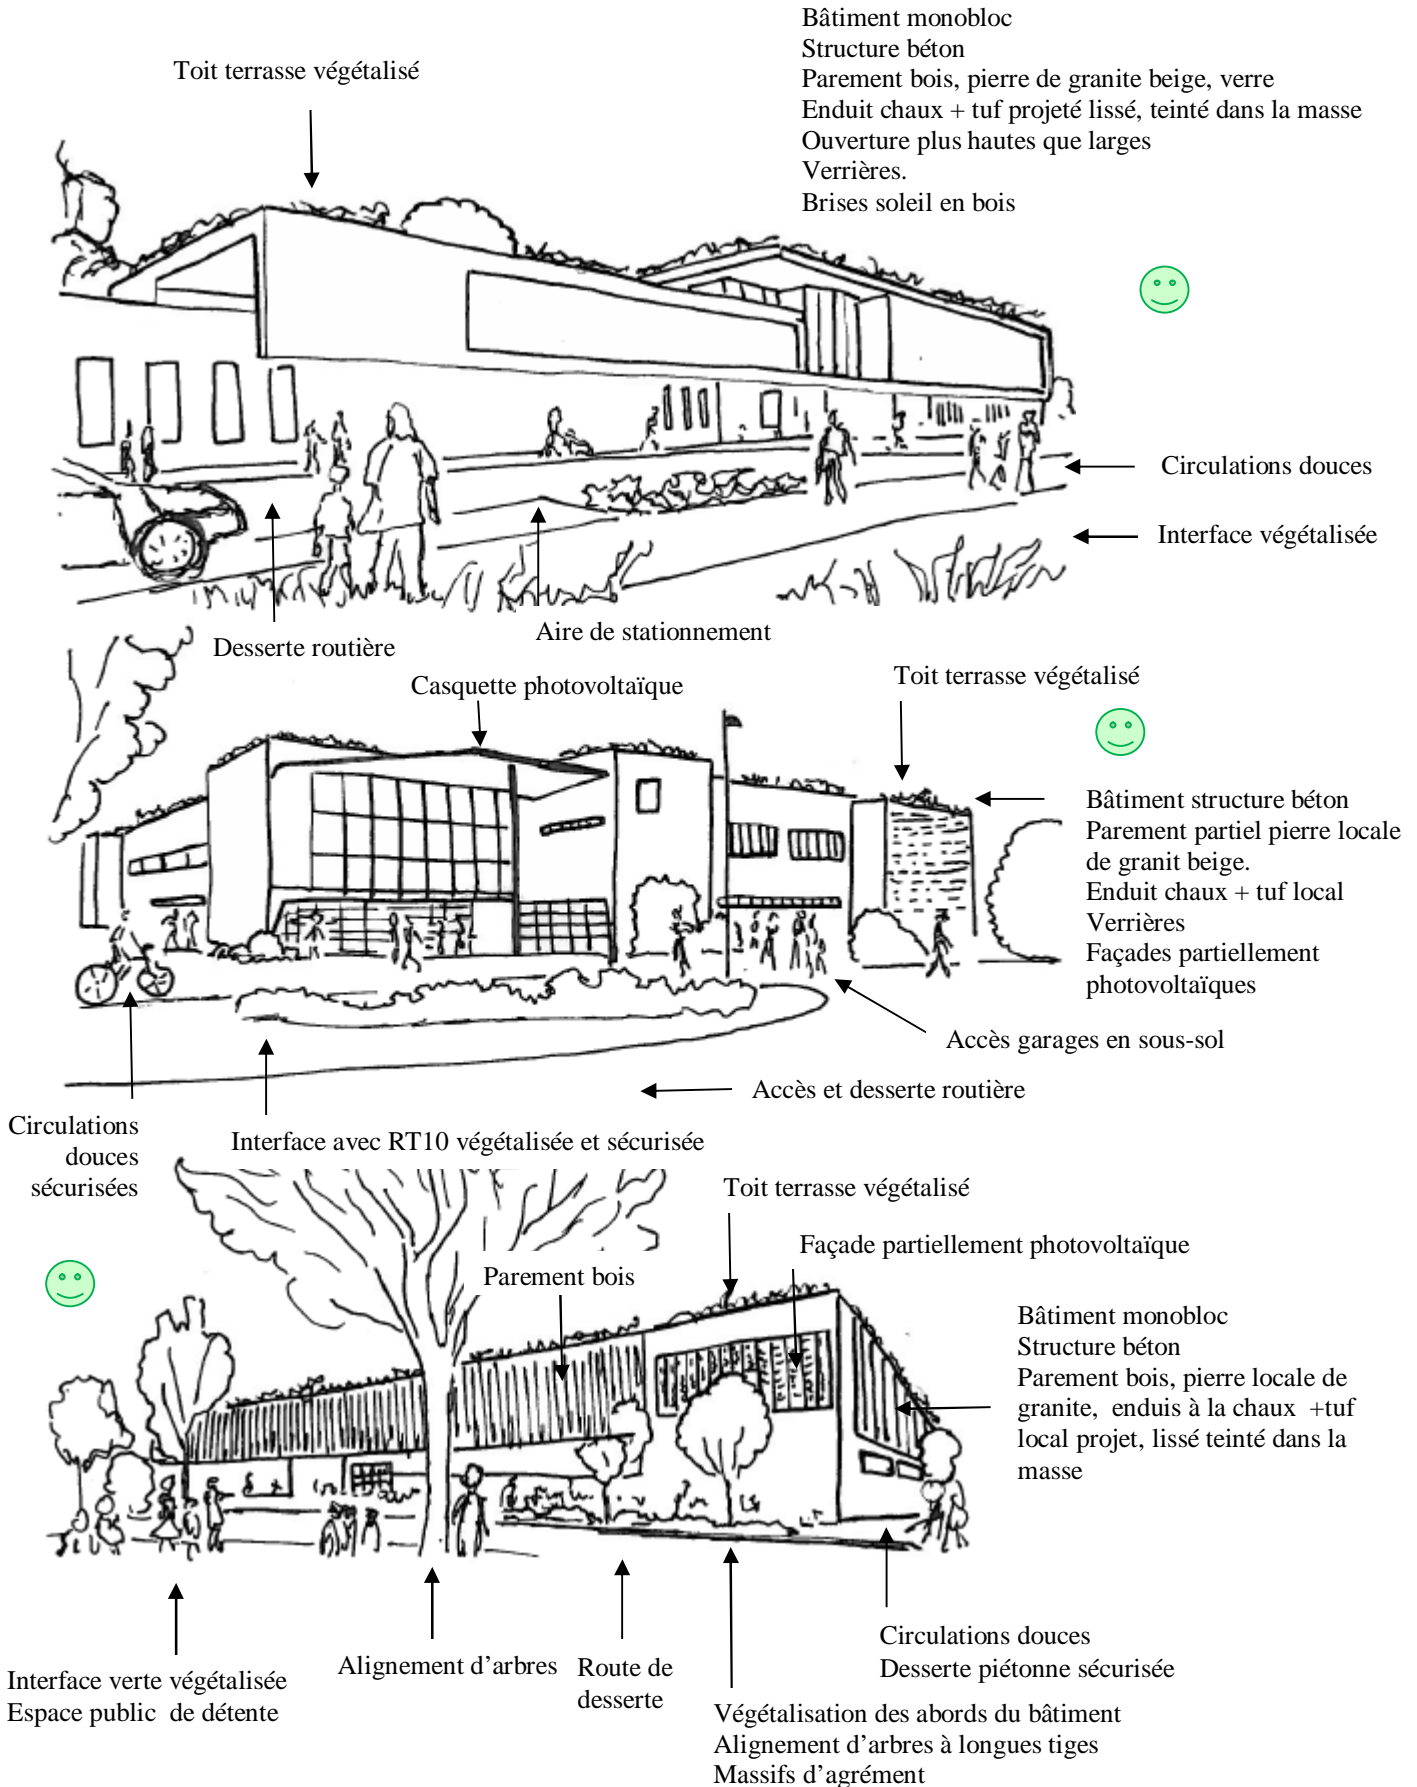 Bâtiment monobloc
Structure béton
Parement bois, pierre de granite beige, verre
Enduit chaux + tuf projeté lissé, teinté dans la masse
Ouverture plus hautes que larges
Verrières.
Brises soleil en bois
Toit terrasse végétalisé
Circulations douces
Interface végétalisée
Aire de stationnement
Desserte routière
Casquette photovoltaïque
Toit terrasse végétalisé
Bâtiment structure béton
Parement partiel pierre locale
de granit beige.
Enduit chaux + tuf local
Verrières
Façades partiellement
photovoltaïques
Accès garages en sous-sol
Accès et desserte routière
Circulations
douces
sécurisées
Interface avec RT10 végétalisée et sécurisée
Toit terrasse végétalisé
Façade partiellement photovoltaïque
Parement bois
Bâtiment monobloc
Structure béton
Parement bois, pierre locale de
granite,  enduis à la chaux  +tuf
local projet, lissé teinté dans la
masse
Circulations douces
Desserte piétonne sécurisée
Alignement d’arbres
Route de
desserte
Interface verte végétalisée
Espace public  de détente
Végétalisation des abords du bâtiment
Alignement d’arbres à longues tiges
Massifs d’agrément